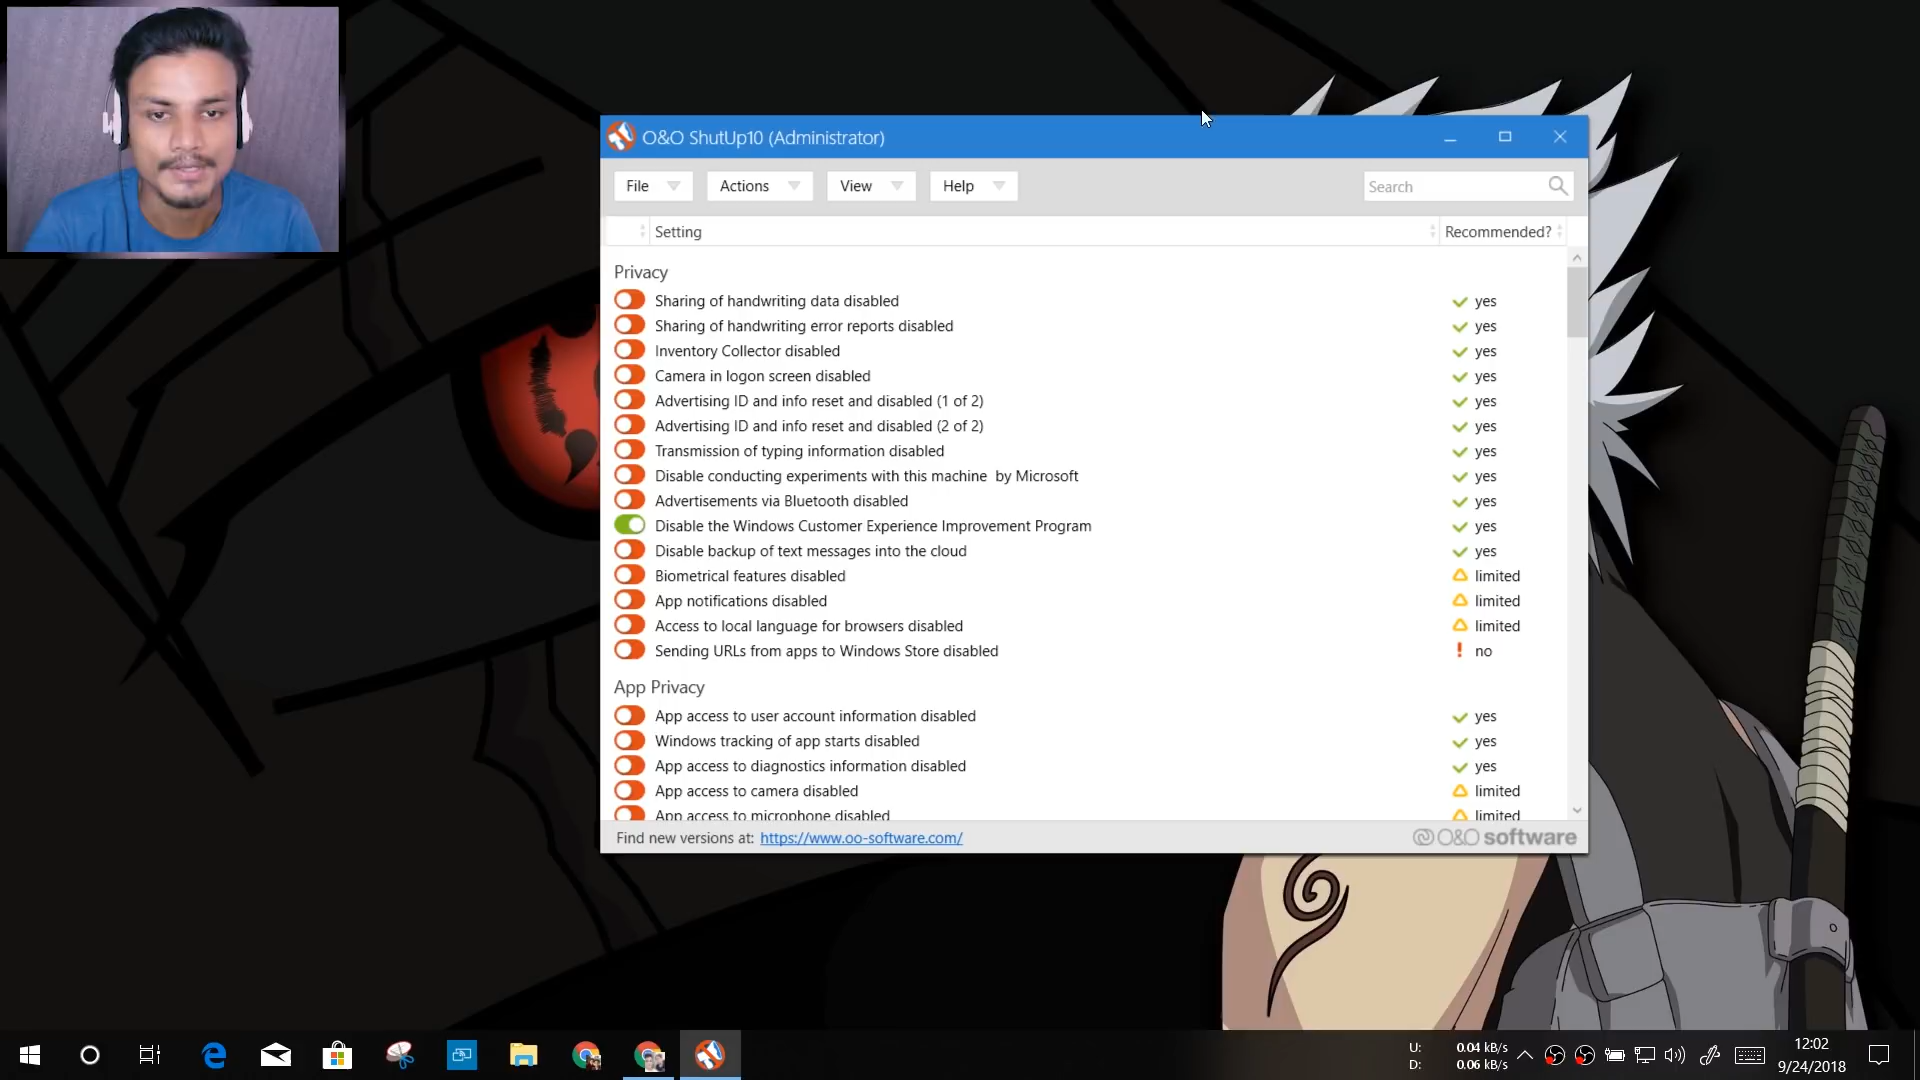 O&O ShutUp10 (Administrator)
File
Actions
View
Help
Search
Setting
Recommended?
Privacy
Sharing of handwriting data disabled
yes
Sharing of handwriting error reports disabled
yes
Inventory Collector disabled
yes
Camera in logon screen disabled
yes
Advertising ID and info reset and disabled (1 of 2)
yes
Advertising ID and info reset and disabled (2 of 2)
yes
Transmission of typing information disabled
yes
Disable conducting experiments with this machine by Microsoft
yes
Advertisements via Bluetooth disabled
yes
Disable the Windows Customer Experience Improvement Program
yes
Disable backup of text messages into the cloud
yes
Biometrical features disabled
limited
App notifications disabled
limited
Access to local language for browsers disabled
limited
Sending URLs from apps to Windows Store disabled
no
App Privacy
App access to user account information disabled
yes
Windows tracking of app starts disabled
yes
App access to diagnostics information disabled
yes
App access to camera disabled
limited
App access to microphone disabled
limited
Find new versions at: https://www.oo-software.com/
O&O software
U: 0.04 kB/s
D: 0.06 kB/s
12:02
9/24/2018